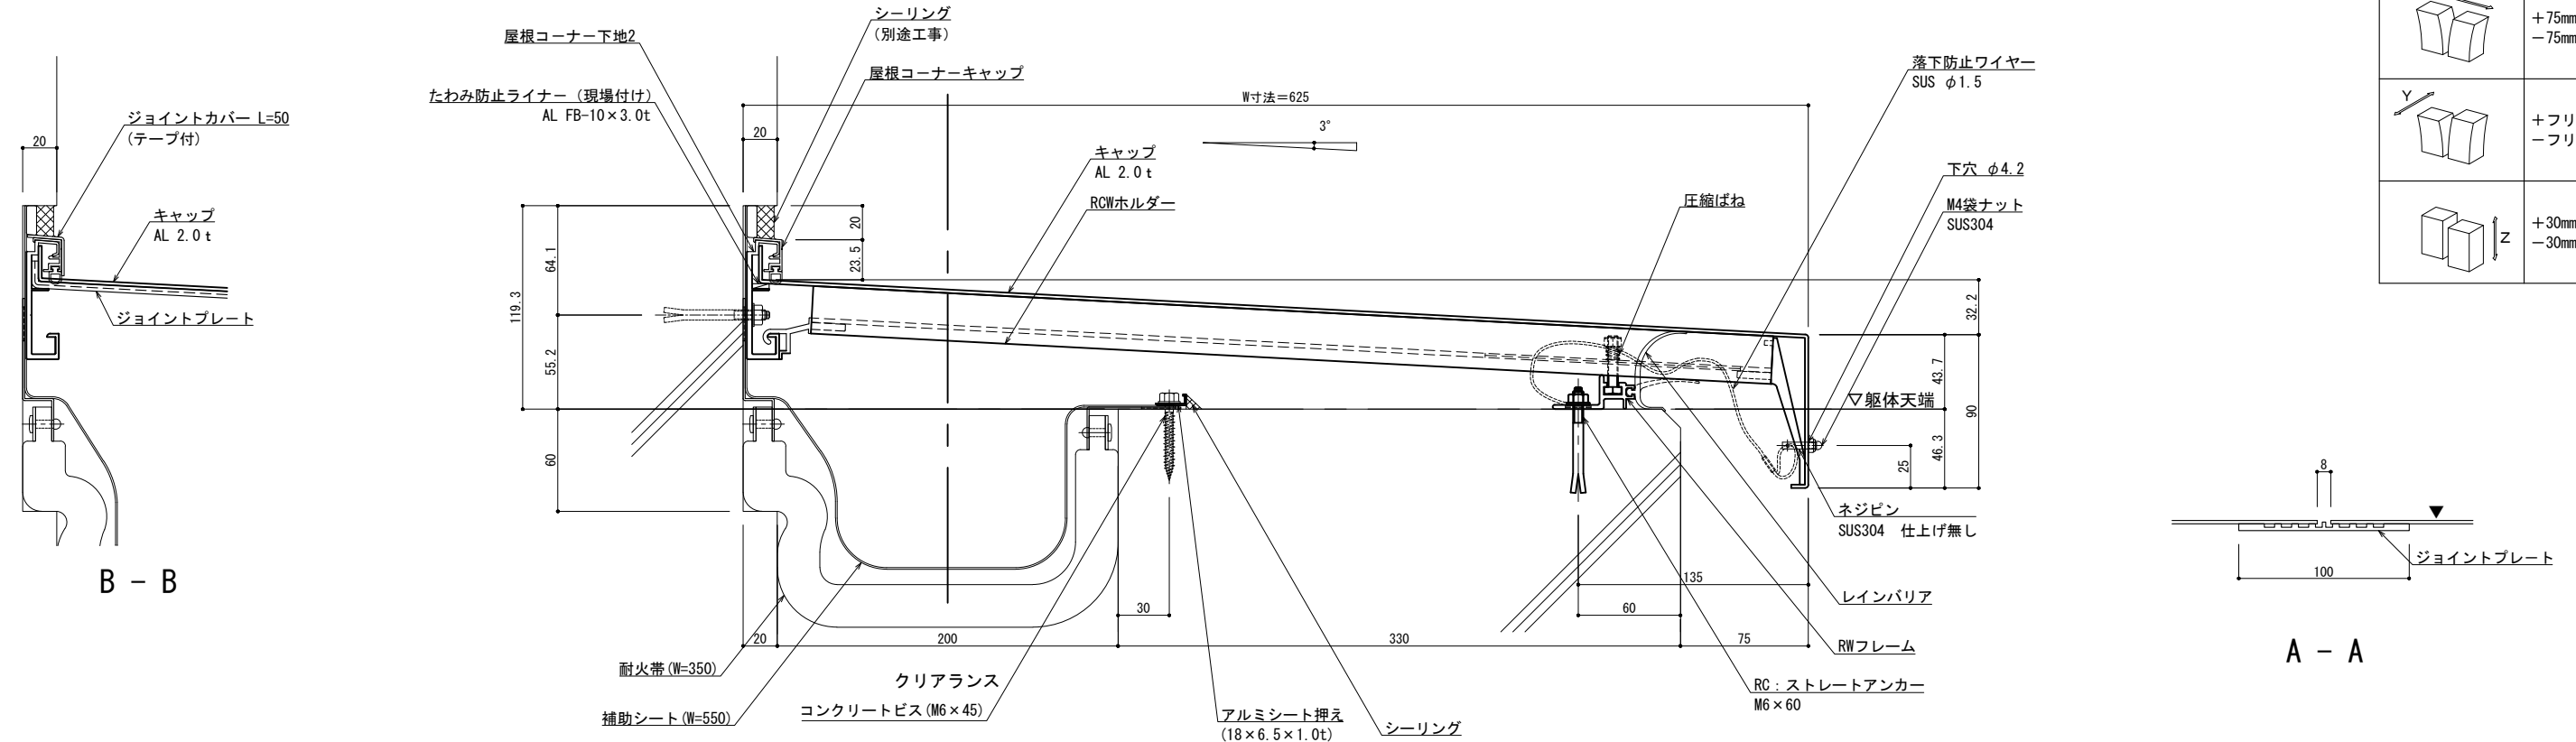 ジョイントカバー L=50
(テープ付)
20
キャップ
AL 2.0ｔ
ジョイントプレート
B － B
シーリング
(別途工事)
屋根コーナー下地2
屋根コーナーキャップ
たわみ防止ライナー（現場付け）
AL FB-10×3.0t
W寸法=625
20
3°
キャップ
AL 2.0ｔ
RCWホルダー
圧縮ばね
落下防止ワイヤー
SUS φ1.5
下穴 φ4.2
M4袋ナット
SUS304
20
23.5
64.1
119.3
55.2
60
32.2
43.7
90
46.3
25
▽躯体天端
ネジピン
SUS304 仕上げ無し
135
レインバリア
30
60
20
200
330
75
RWフレーム
耐火帯(W=350)
クリアランス
RC：ストレートアンカー
M6×60
補助シート(W=550)
コンクリートビス(M6×45)
アルミシート押え
(18×6.5×1.0t)
シーリング
＋75mm
－75mm
Y
＋フリ
－フリ
Z
＋30mm
－30mm
8
▼
ジョイントプレート
100
A － A